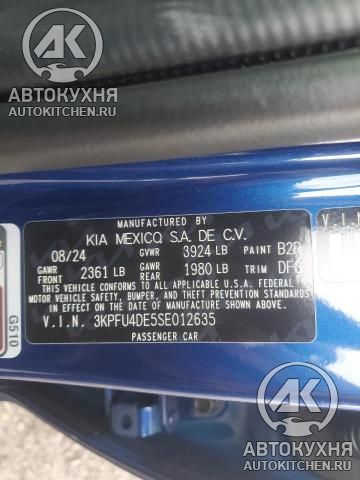 АК
АВТОКУХНЯ
AUTOKITCHEN.RU
MANUFACTURED BY
KIA MEXICO S.A. DE C.V.
08/24 GVWR 3924 LB PAINT B2R
GAWR FRONT 2361 LB GAWR REAR 1980 LB TRIM DFS
THIS VEHICLE CONFORMS TO ALL APPLICABLE U.S.A. FEDERAL
MOTOR VEHICLE SAFETY, BUMPER, AND THEFT PREVENTION
STANDARDS IN EFFECT ON THE DATE OF
MANUFACTURE SHOWN ABOVE.
V.I.N. 3KPFU4DE5SE012635
PASSENGER CAR
G510
V.I.
АК
АВТОКУХНЯ
AUTOKITCHEN.RU